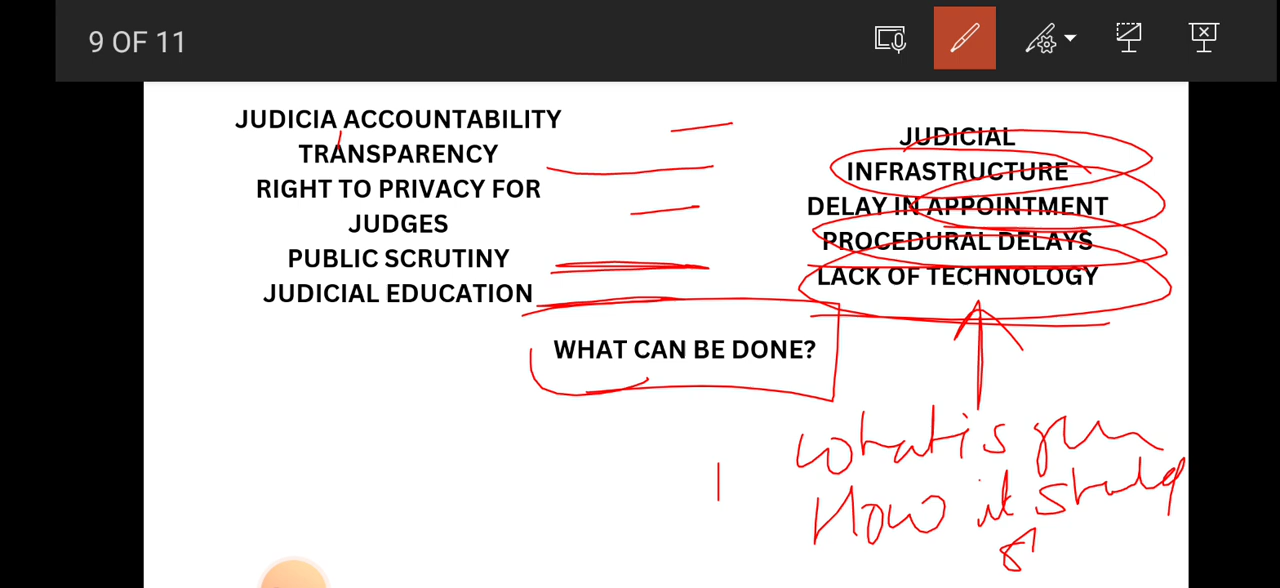 9 OF 11
JUDICIA ACCOUNTABILITY
TRANSPARENCY
RIGHT TO PRIVACY FOR
JUDGES
PUBLIC SCRUTINY
JUDICIAL EDUCATION
JUDICIAL
INFRASTRUCTURE
DELAY IN APPOINTMENT
PROCEDURAL DELAYS
LACK OF TECHNOLOGY
WHAT CAN BE DONE?
what is
How it